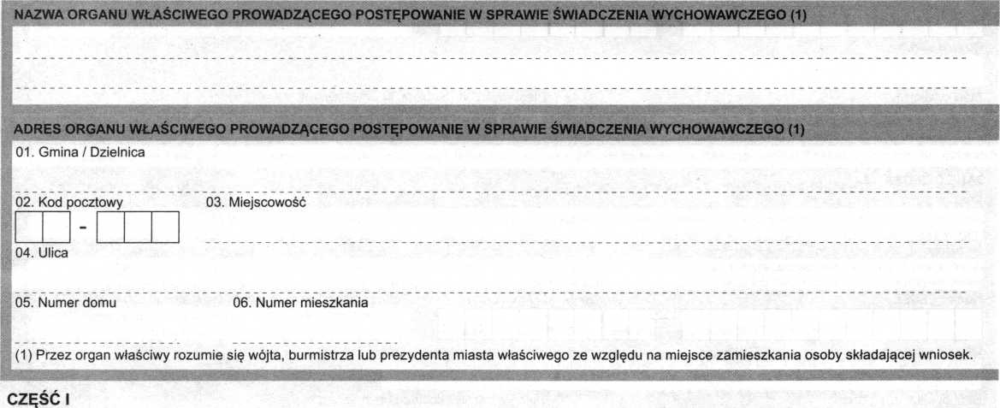 NAZWA ORGANU WŁAŚCIWEGO PROWADZĄCEGO POSTĘPOWANIE W SPRAWIE ŚWIADCZENIA WYCHOWAWCZEGO (1)
ADRES ORGANU WŁAŚCIWEGO PROWADZĄCEGO POSTĘPOWANIE W SPRAWIE ŚWIADCZENIA WYCHOWAWCZEGO (1)
01. Gmina / Dzielnica
02. Kod pocztowy 03. Miejscowość
-
04. Ulica
05. Numer domu 06. Numer mieszkania
(1) Przez organ właściwy rozumie się wójta, burmistrza lub prezydenta miasta właściwego ze względu na miejsce zamieszkania osoby składającej wniosek.
CZĘŚĆ I